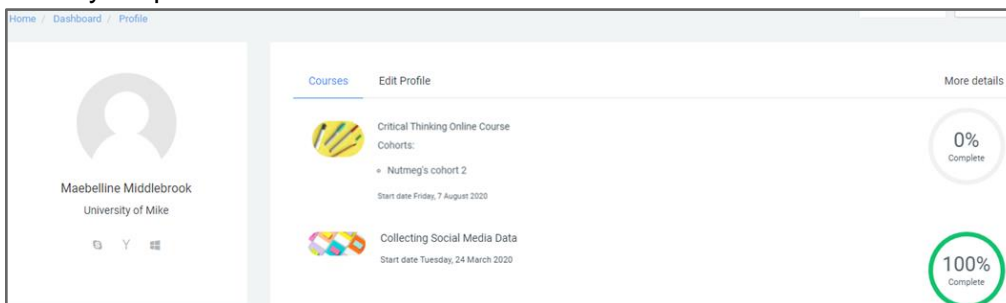 Home / Dashboard / Profile
Maebelline Middlebrook
University of Mike
Courses Edit Profile More details
Critical Thinking Online Course
Cohorts:
Nutmeg's cohort 2
Start date Friday, 7 August 2020
0%
Complete
Collecting Social Media Data
Start date Tuesday, 24 March 2020
100%
Complete